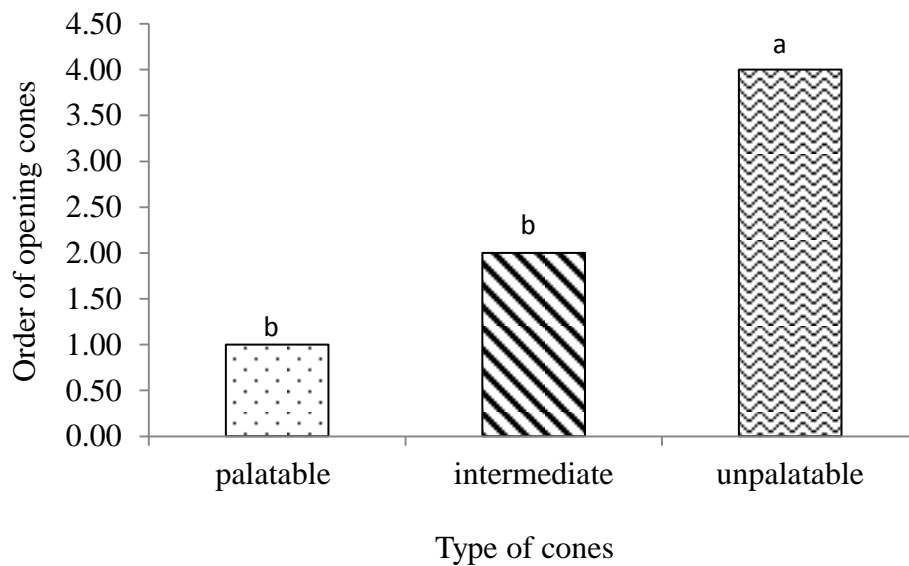 4.50
4.00
3.50
3.00
2.50
2.00
1.50
1.00
0.50
0.00
Order of opening cones
b
b
a
palatable
intermediate
unpalatable
Type of cones